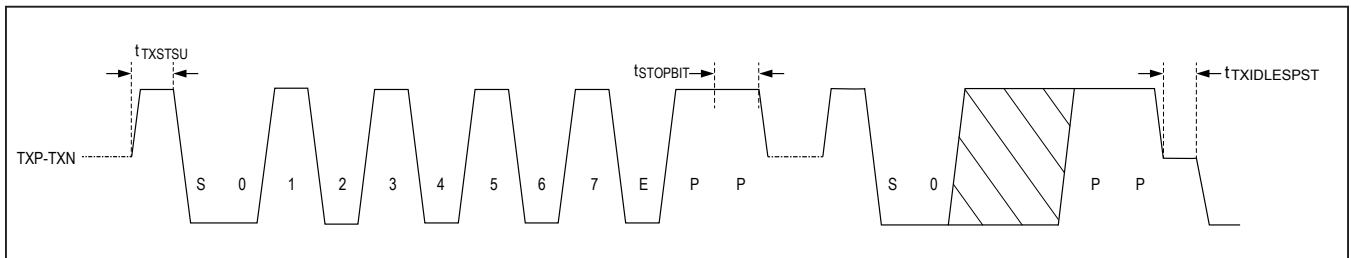 tTXSTSU
tSTOPBIT
tTXIDLESPST
TXP-TXN
S 0 1 2 3 4 5 6 7 E P P S 0 P P